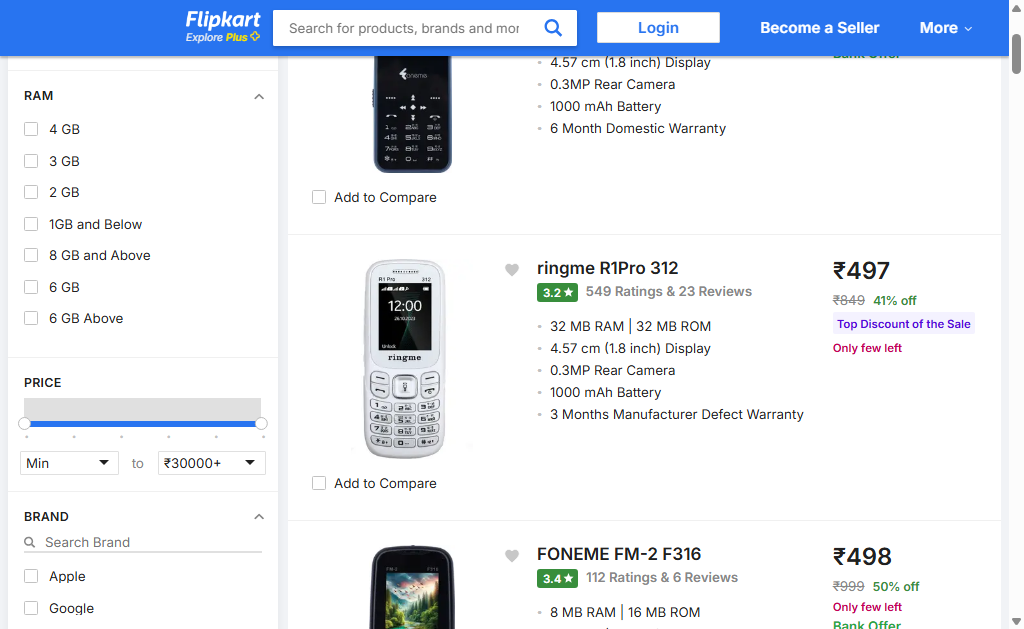 Flipkart
Explore Plus
Search for products, brands and mor
Login
Become a Seller
More
RAM
4 GB
3 GB
2 GB
1GB and Below
8 GB and Above
6 GB
6 GB Above
PRICE
Min
to
₹30000+
BRAND
Search Brand
Apple
Google
foneme
4.57 cm (1.8 inch) Display
0.3MP Rear Camera
1000 mAh Battery
6 Month Domestic Warranty
Bank Offer
Add to Compare
R1 Pro 312
12:00
Unlock
ringme
ringme R1Pro 312
3.2★ 549 Ratings & 23 Reviews
32 MB RAM | 32 MB ROM
4.57 cm (1.8 inch) Display
0.3MP Rear Camera
1000 mAh Battery
3 Months Manufacturer Defect Warranty
₹497
₹849 41% off
Top Discount of the Sale
Only few left
Add to Compare
FM-2 F316
FONEME FM-2 F316
3.4★ 112 Ratings & 6 Reviews
8 MB RAM | 16 MB ROM
₹498
₹999 50% off
Only few left
Bank Offer